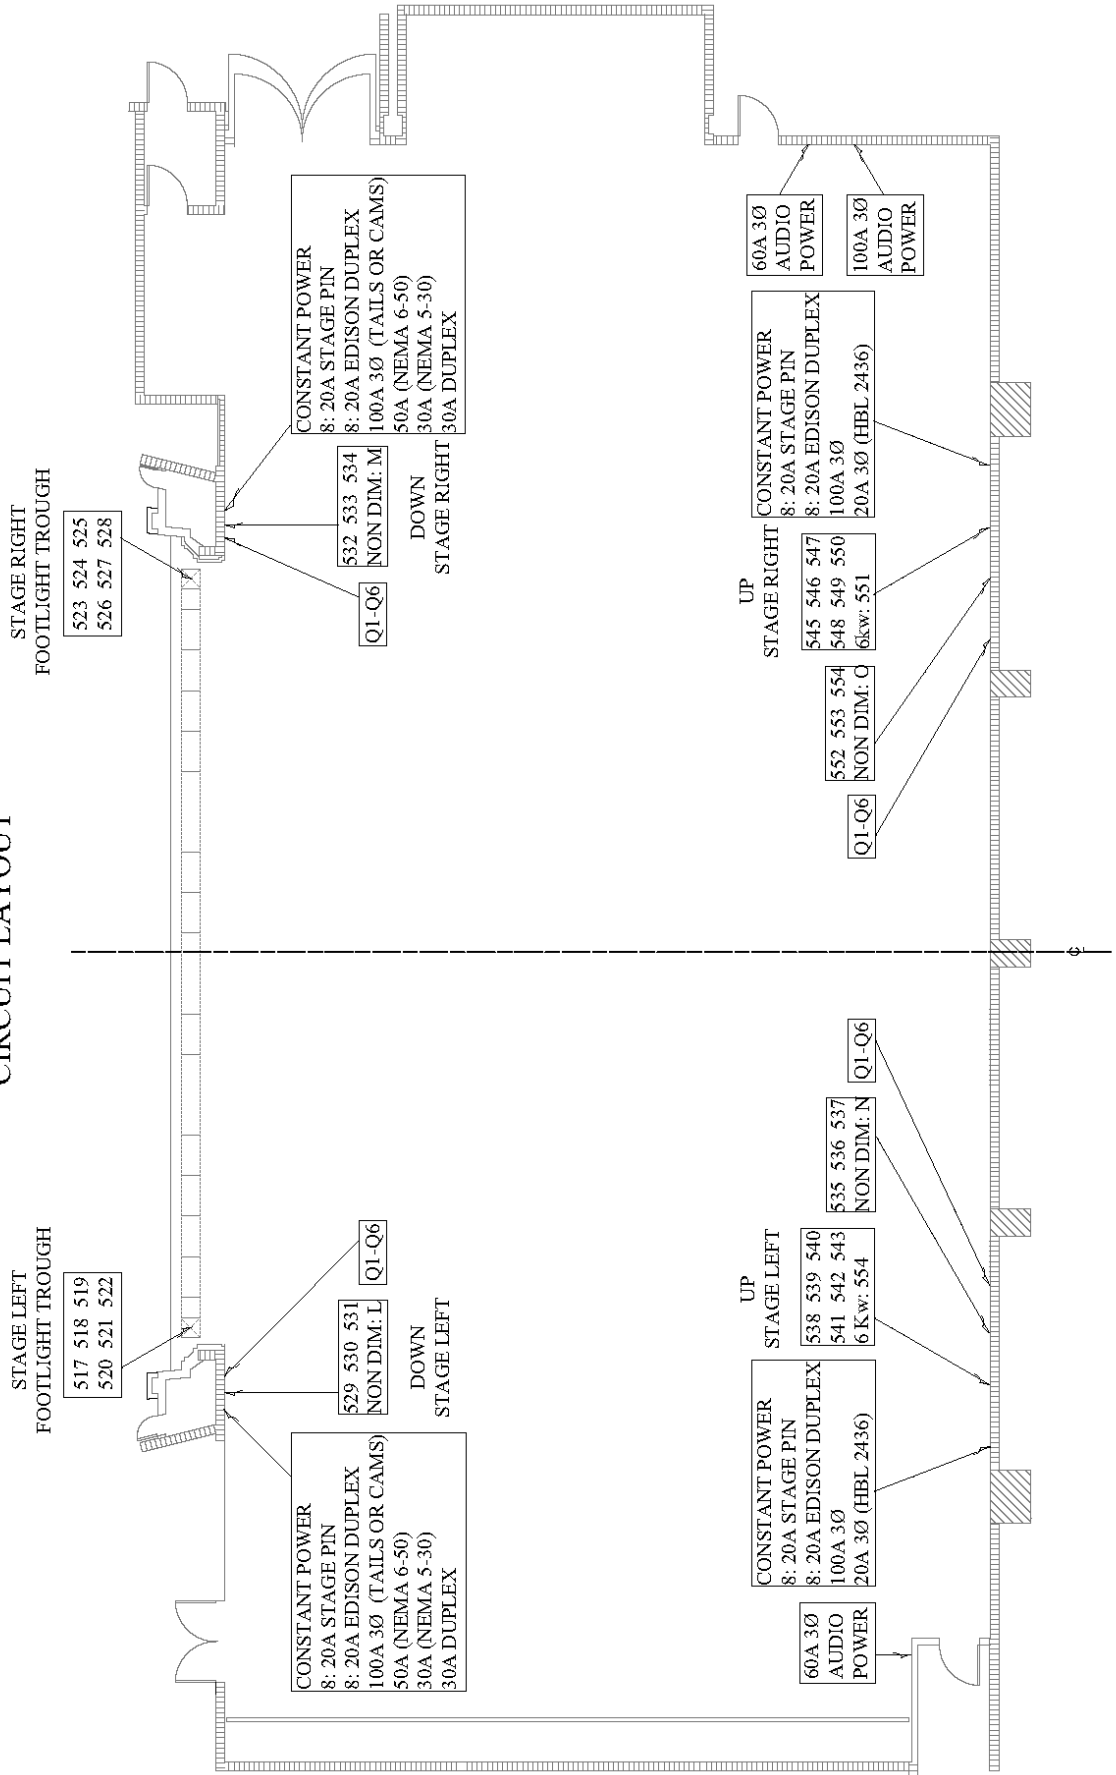 CIRCUIT LAYOUT
STAGE LEFT
FOOTLIGHT TROUGH
517 518 519
520 521 522
STAGE RIGHT
FOOTLIGHT TROUGH
523 524 525
526 527 528
CONSTANT POWER
8: 20A STAGE PIN
8: 20A EDISON DUPLEX
100A 3Ø (TAILS OR CAMS)
50A (NEMA 6-50)
30A (NEMA 5-30)
30A DUPLEX
529 530 531
NON DIM: L
Q1-Q6
DOWN
STAGE LEFT
Q1-Q6
532 533 534
NON DIM: M
DOWN
STAGE RIGHT
CONSTANT POWER
8: 20A STAGE PIN
8: 20A EDISON DUPLEX
100A 3Ø (TAILS OR CAMS)
50A (NEMA 6-50)
30A (NEMA 5-30)
30A DUPLEX
60A 3Ø
AUDIO
POWER
CONSTANT POWER
8: 20A STAGE PIN
8: 20A EDISON DUPLEX
100A 3Ø
20A 3Ø (HBL 2436)
UP
STAGE LEFT
538 539 540
541 542 543
6 Kw: 554
535 536 537
NON DIM: N
Q1-Q6
Q1-Q6
552 553 554
NON DIM: O
UP
STAGE RIGHT
545 546 547
548 549 550
6kw: 551
CONSTANT POWER
8: 20A STAGE PIN
8: 20A EDISON DUPLEX
100A 3Ø
20A 3Ø (HBL 2436)
60A 3Ø
AUDIO
POWER
100A 3Ø
AUDIO
POWER